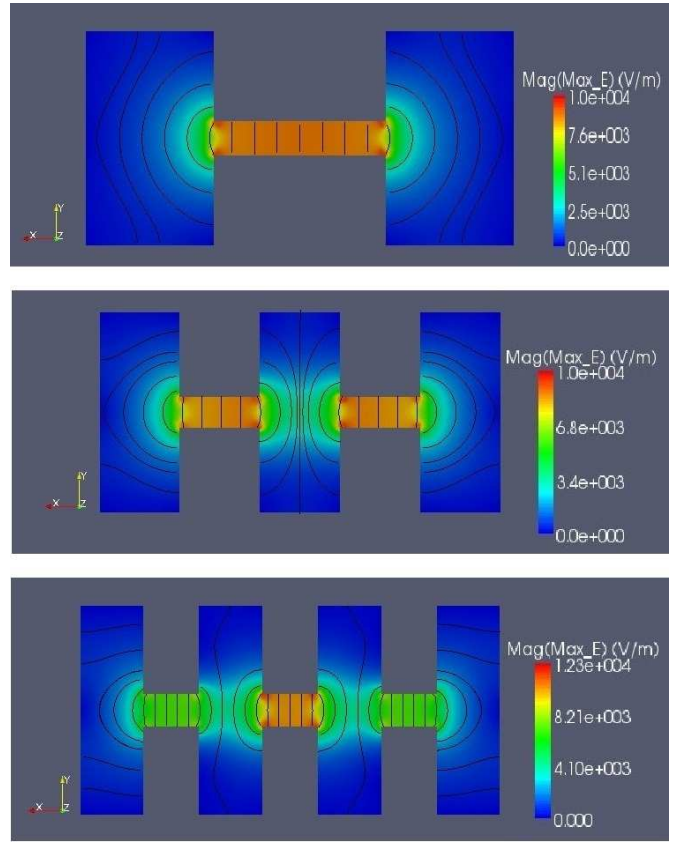 Mag(Max_E) (V/m)
1.0e+004
7.6e+003
5.1e+003
2.5e+003
0.0e+000
Y
X Z
Mag(Max_E) (V/m)
1.0e+004
6.8e+003
3.4e+003
0.0e+000
Y
X Z
Mag(Max_E) (V/m)
1.23e+004
8.21e+003
4.10e+003
0.000
Y
X Z